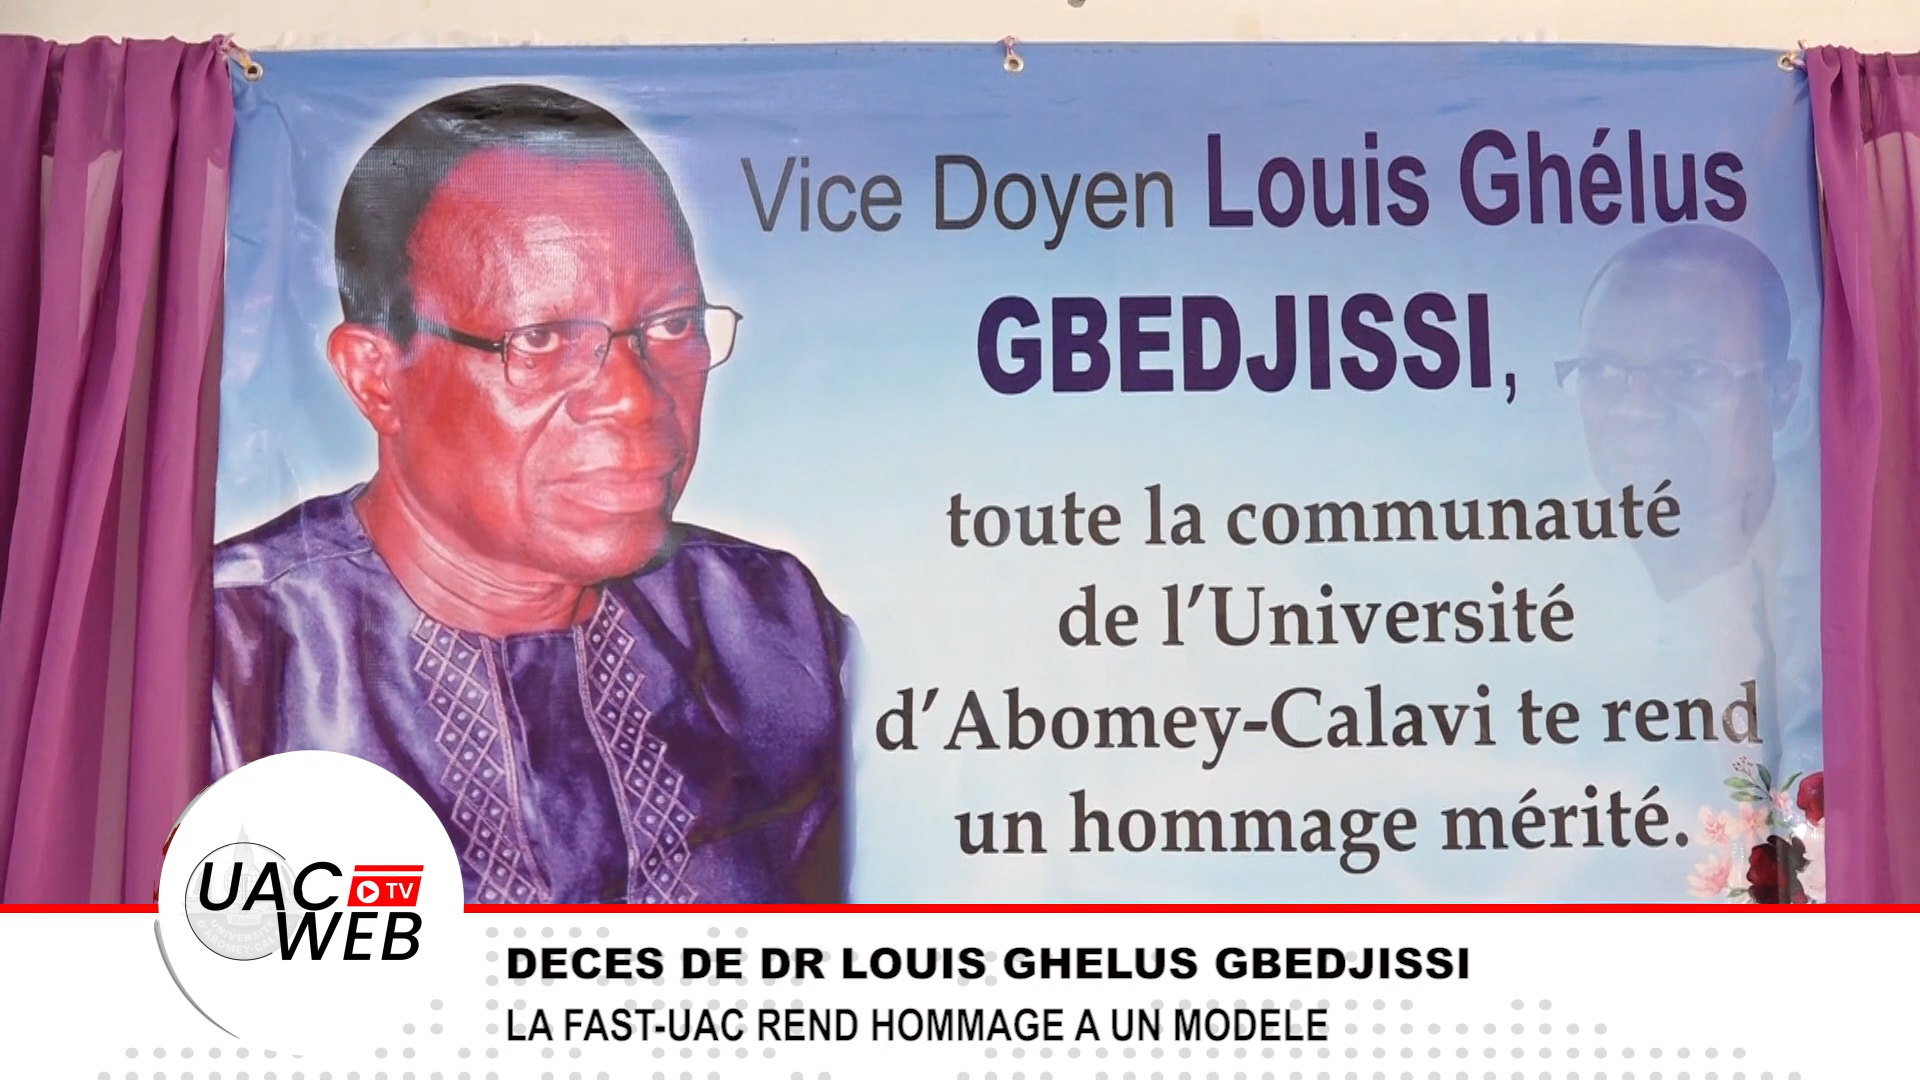 Vice Doyen Louis Ghélus
GBEDJISSI,
toute la communauté
de l'Université
d'Abomey-Calavi te rend
un hommage mérité.
UAC TV
WEB
DECES DE DR LOUIS GHELUS GBEDJISSI
LA FAST-UAC REND HOMMAGE A UN MODELE